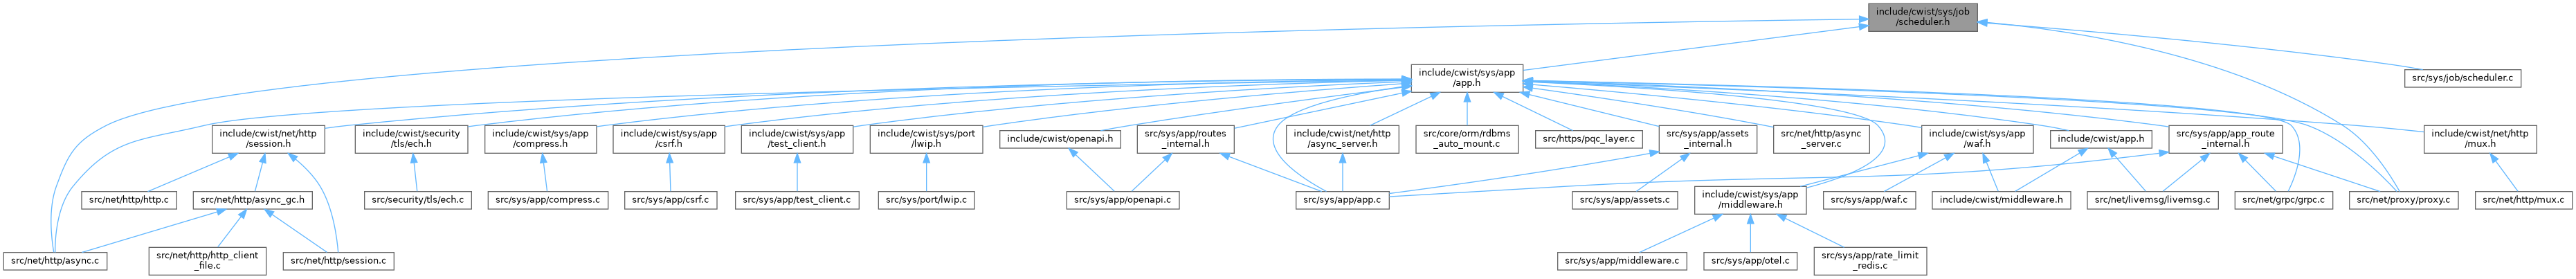 include/cwist/sys/job
/scheduler.h
include/cwist/sys/app
/app.h
src/sys/job/scheduler.c
include/cwist/net/http
/session.h
include/cwist/security
/tls/ech.h
include/cwist/sys/app
/compress.h
include/cwist/sys/app
/csrf.h
include/cwist/sys/app
/test_client.h
include/cwist/sys/port
/lwip.h
include/cwist/openapi.h
src/sys/app/routes
_internal.h
include/cwist/net/http
/async_server.h
src/core/orm/rdbms
_auto_mount.c
src/https/pqc_layer.c
src/sys/app/assets
_internal.h
src/net/http/async
_server.c
include/cwist/sys/app
/waf.h
include/cwist/app.h
src/sys/app/app_route
_internal.h
include/cwist/net/http
/mux.h
src/net/http/http.c
src/net/http/async_gc.h
src/security/tls/ech.c
src/sys/app/compress.c
src/sys/app/csrf.c
src/sys/app/test_client.c
src/sys/port/lwip.c
src/sys/app/openapi.c
src/sys/app/app.c
src/sys/app/assets.c
include/cwist/sys/app
/middleware.h
src/sys/app/waf.c
include/cwist/middleware.h
src/net/livemsg/livemsg.c
src/net/grpc/grpc.c
src/net/proxy/proxy.c
src/net/http/mux.c
src/net/http/async.c
src/net/http/http_client
_file.c
src/net/http/session.c
src/sys/app/middleware.c
src/sys/app/otel.c
src/sys/app/rate_limit
_redis.c